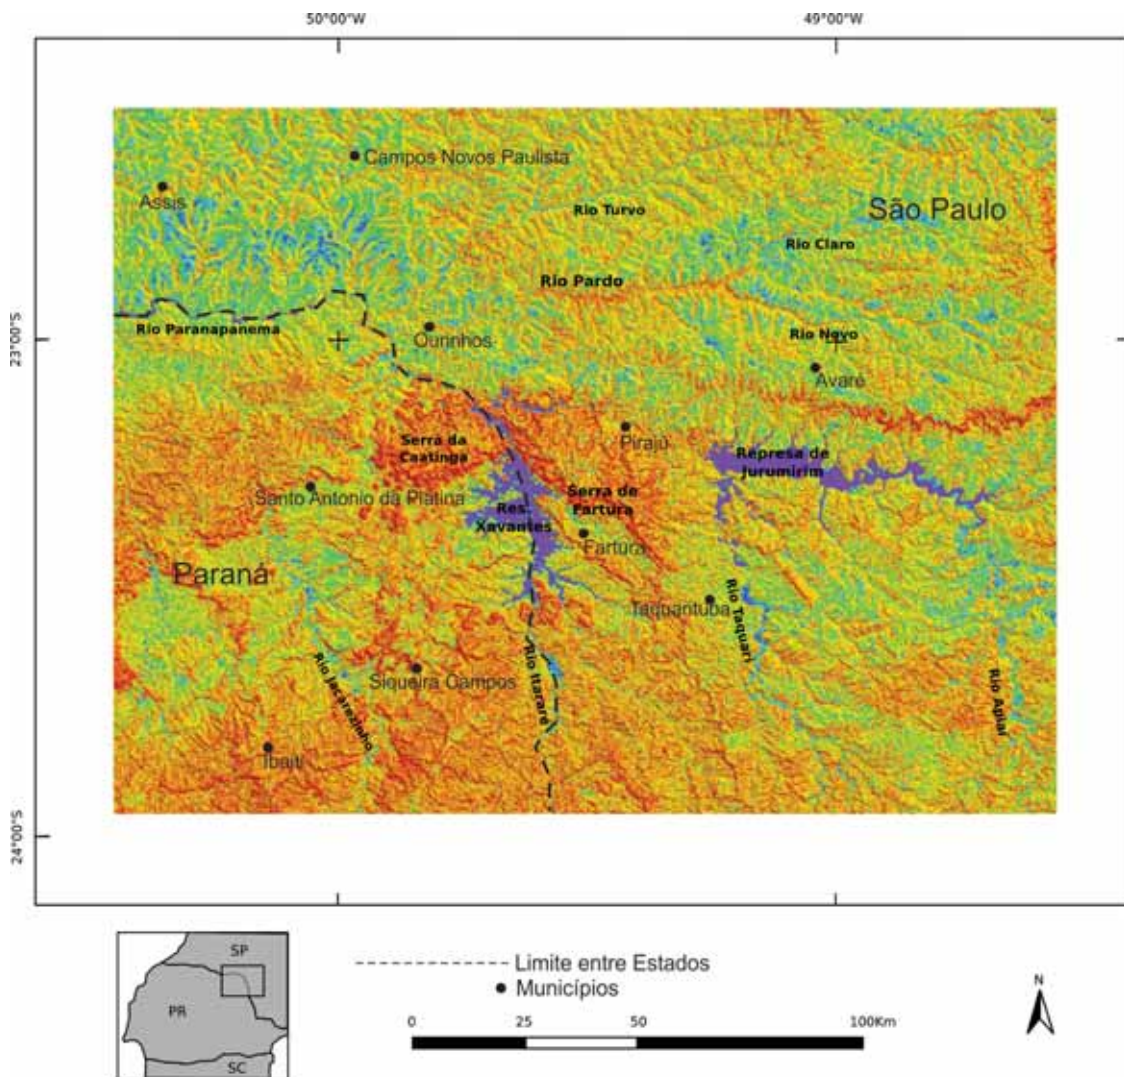 50°00"W
49°00"W
Campos Novos Paulista
Assis
São Paulo
Rio Turvo
Rio Claro
Rio Pardo
Rio Paranapanema
Rio Novo
23°00"S
Ourinhos
Avaré
Piraju
Serra da
Caatinga
Represa de
Jurumirim
Santo Antonio da Platina
Serra de
Fartura
Res.
Xavantes
Fartura
Paraná
Taquarituba
Rio Taquari
Rio Jacarezinho
Siqueira Campos
Rio Itararé
Rio Apiaí
Ibaiti
24°00"S
SP
PR
SC
Limite entre Estados
Municípios
N
0 25 50 100Km